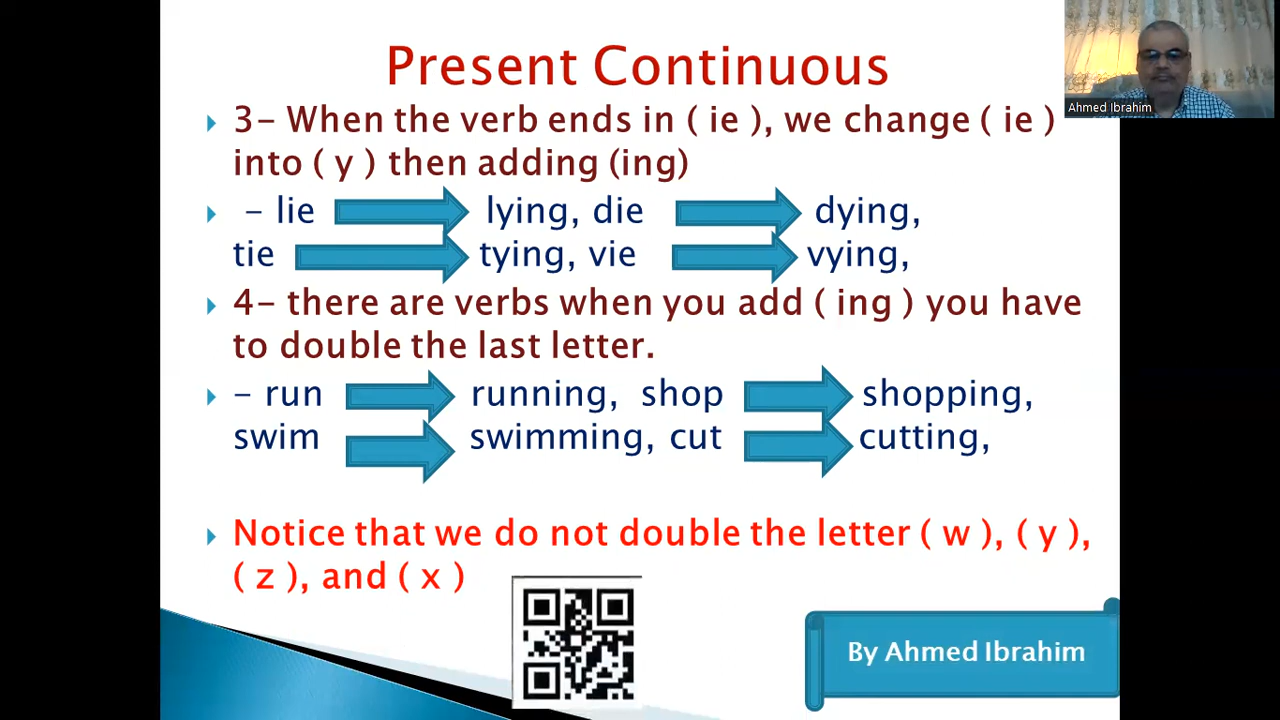 Present Continuous
Ahmed Ibrahim
3- When the verb ends in ( ie ), we change ( ie )
into ( y ) then adding (ing)
- lie lying, die dying,
tie tying, vie vying,
4- there are verbs when you add ( ing ) you have
to double the last letter.
- run running, shop shopping,
swim swimming, cut cutting,
Notice that we do not double the letter ( w ), ( y ),
( z ), and ( x )
By Ahmed Ibrahim